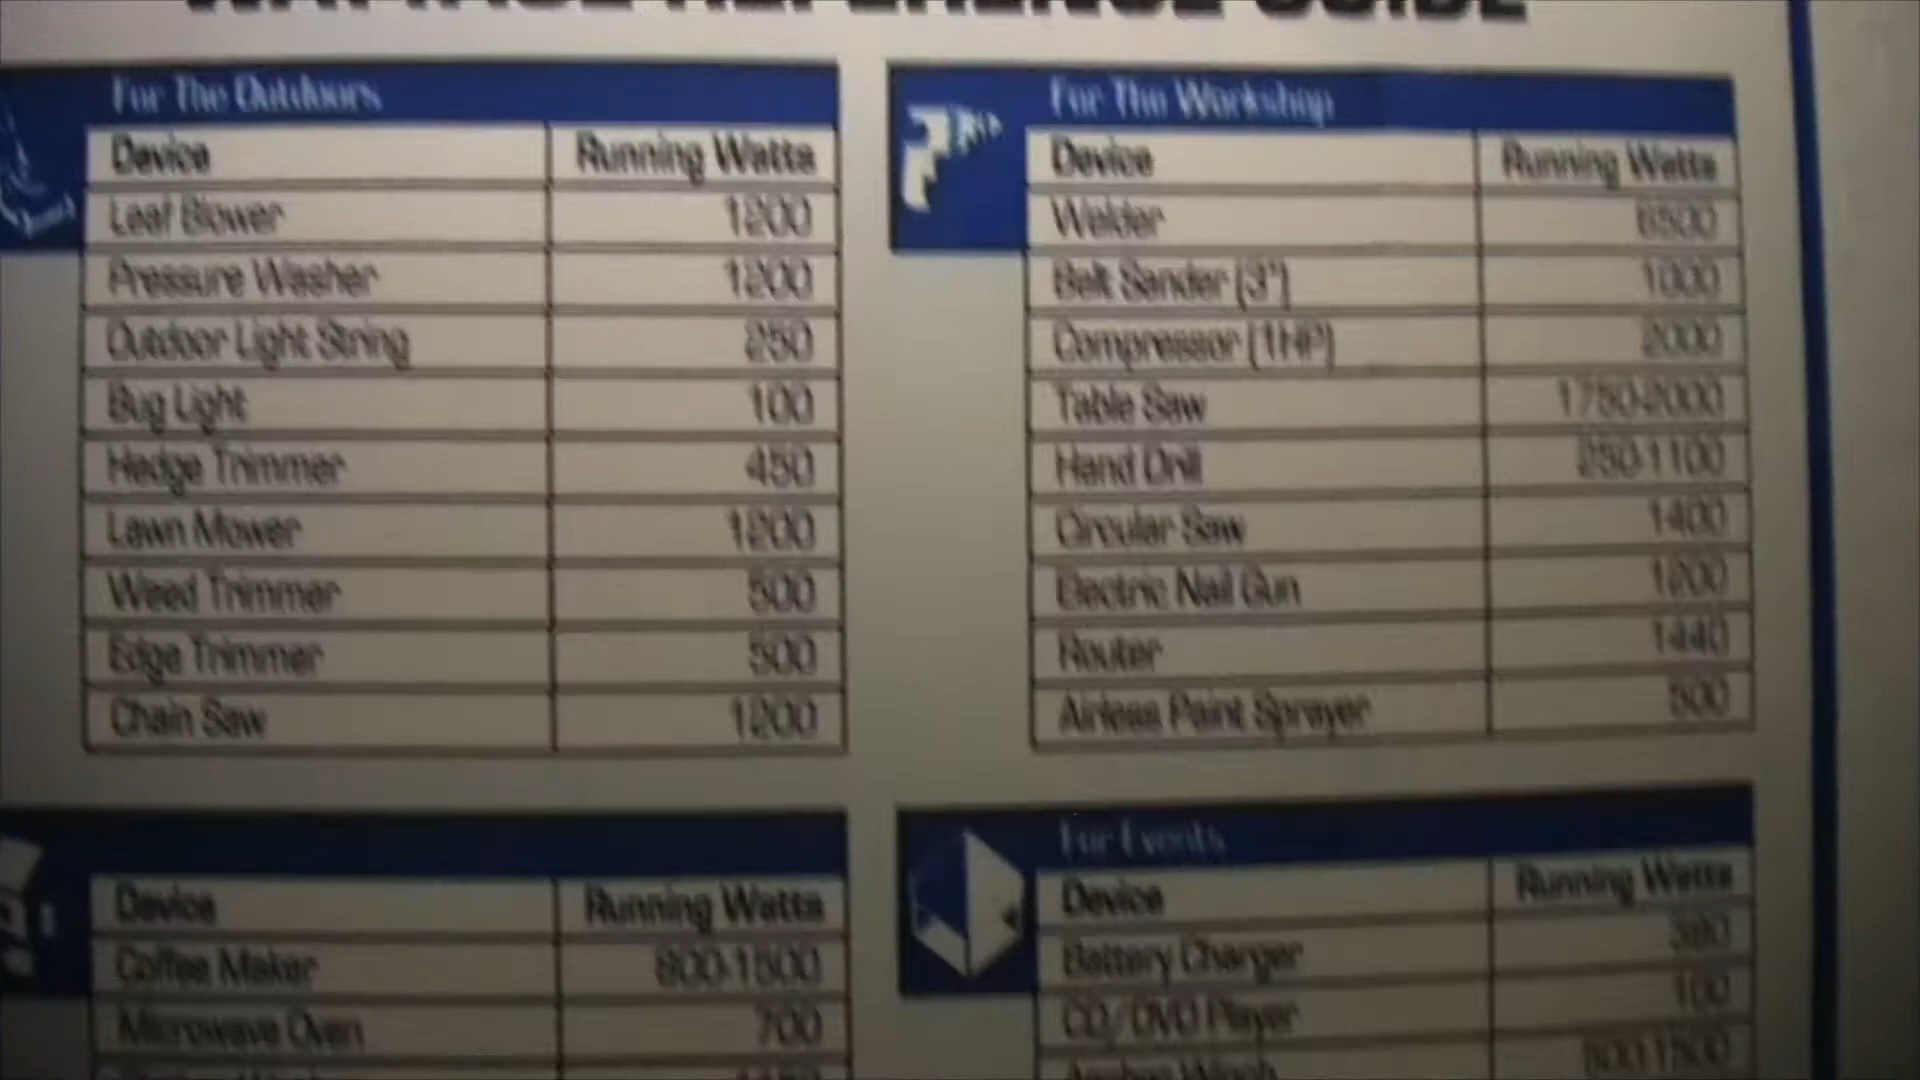 WATTAGE REFERENCE GUIDE
For The Outdoors
Device Running Watts
Leaf Blower 1200
Pressure Washer 1200
Outdoor Light String 250
Bug Light 100
Hedge Trimmer 450
Lawn Mower 1200
Weed Trimmer 500
Edge Trimmer 500
Chain Saw 1200
For The Workshop
Device Running Watts
Welder 6500
Belt Sander (3")
1000
Compressor (1HP) 2000
Table Saw 1750-2000
Hand Drill 250-1100
Circular Saw 1400
Electric Nail Gun 1200
Router 1440
Airless Paint Sprayer 500
Device Running Watts
Coffee Maker 800-1500
Microwave Oven 700
For Events
Device Running Watts
Battery Charger
CD/DVD Player 100